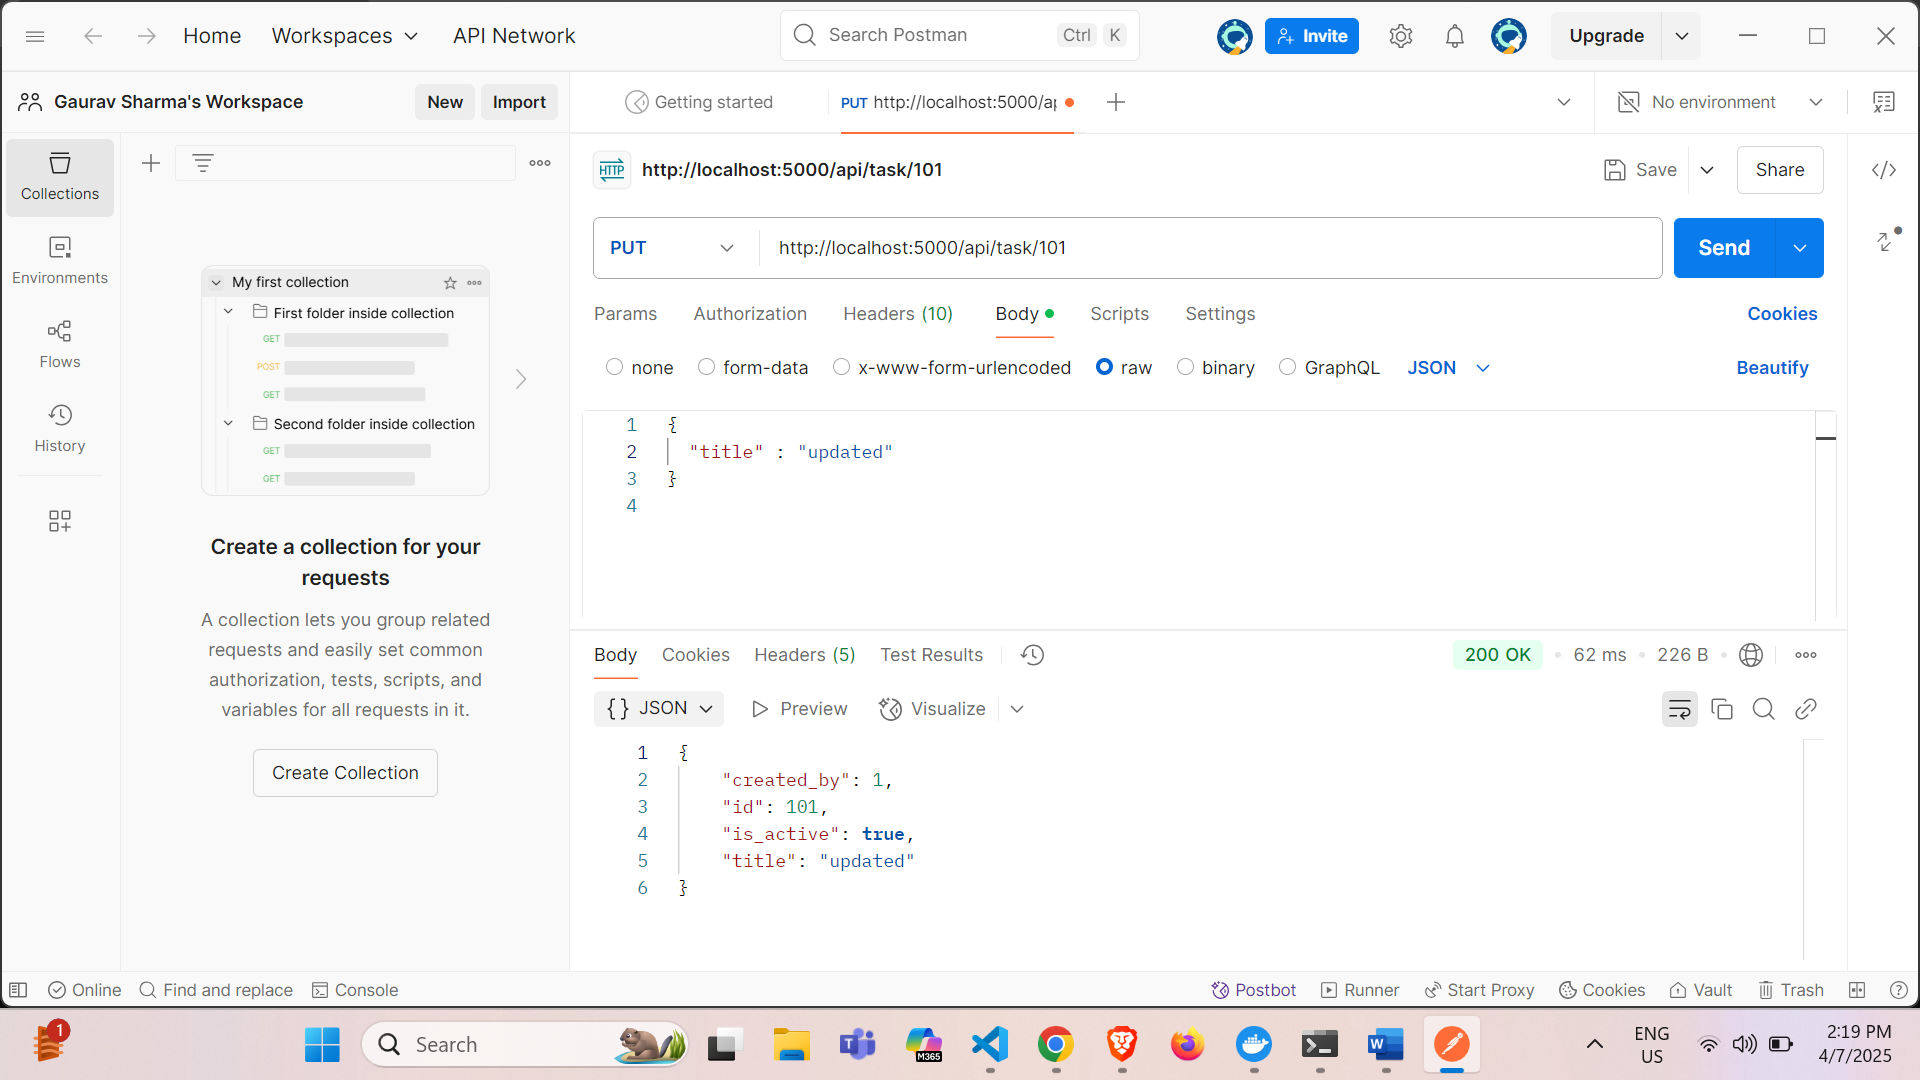 Home
Workspaces
API Network
Search Postman
Ctrl K
Invite
Upgrade
Gaurav Sharma's Workspace
New
Import
Getting started
PUT http://localhost:5000/ap
No environment
Collections
Environments
Flows
History
My first collection
First folder inside collection
GET
POST
GET
Second folder inside collection
GET
GET
Create a collection for your
requests
A collection lets you group related
requests and easily set common
authorization, tests, scripts, and
variables for all requests in it.
Create Collection
HTTP http://localhost:5000/api/task/101
Save
Share
PUT
http://localhost:5000/api/task/101
Send
Params
Authorization
Headers (10)
Body
Scripts
Settings
Cookies
none
form-data
x-www-form-urlencoded
raw
binary
GraphQL
JSON
Beautify
1 {
2 "title" : "updated"
3 }
4
Body
Cookies
Headers (5)
Test Results
200 OK
62 ms
226 B
{} JSON
Preview
Visualize
1 {
2 "created_by": 1,
3 "id": 101,
4 "is_active": true,
5 "title": "updated"
6 }
Online
Find and replace
Console
Postbot
Runner
Start Proxy
Cookies
Vault
Trash
1
Search
M365
ENG
US
2:19 PM
4/7/2025